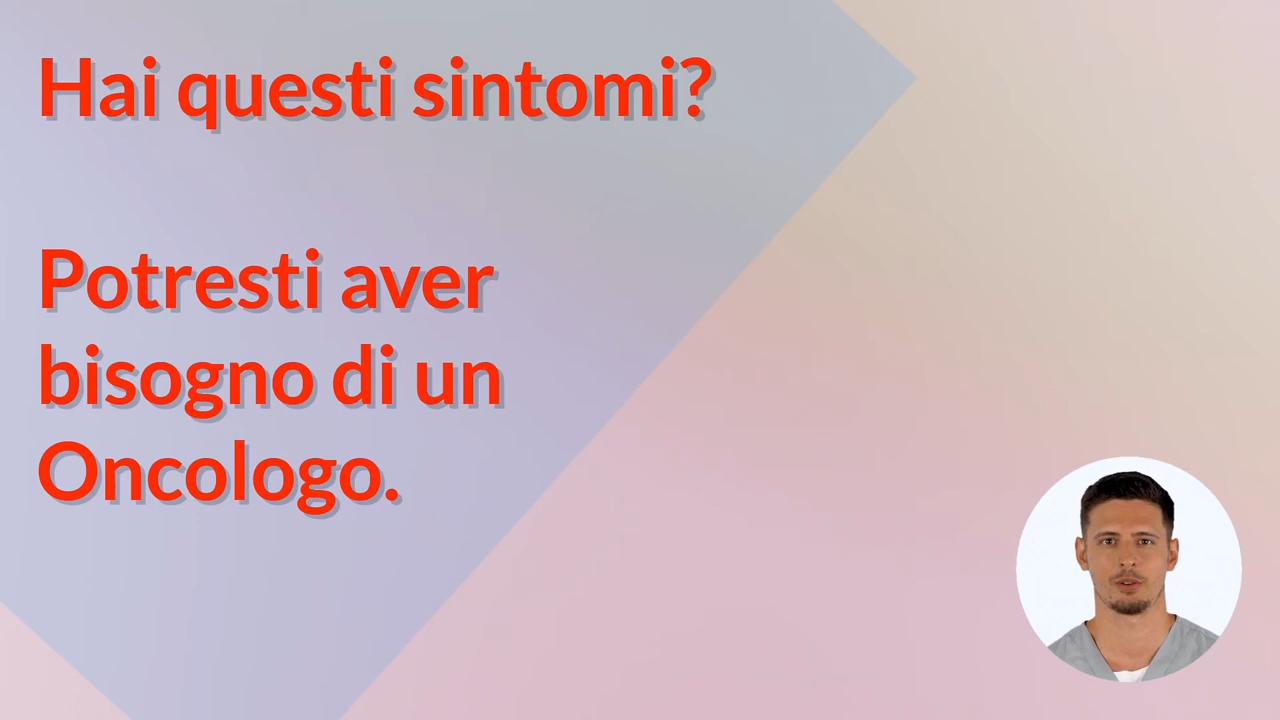 Hai questi sintomi?
Potresti aver
bisogno di un
Oncologo.